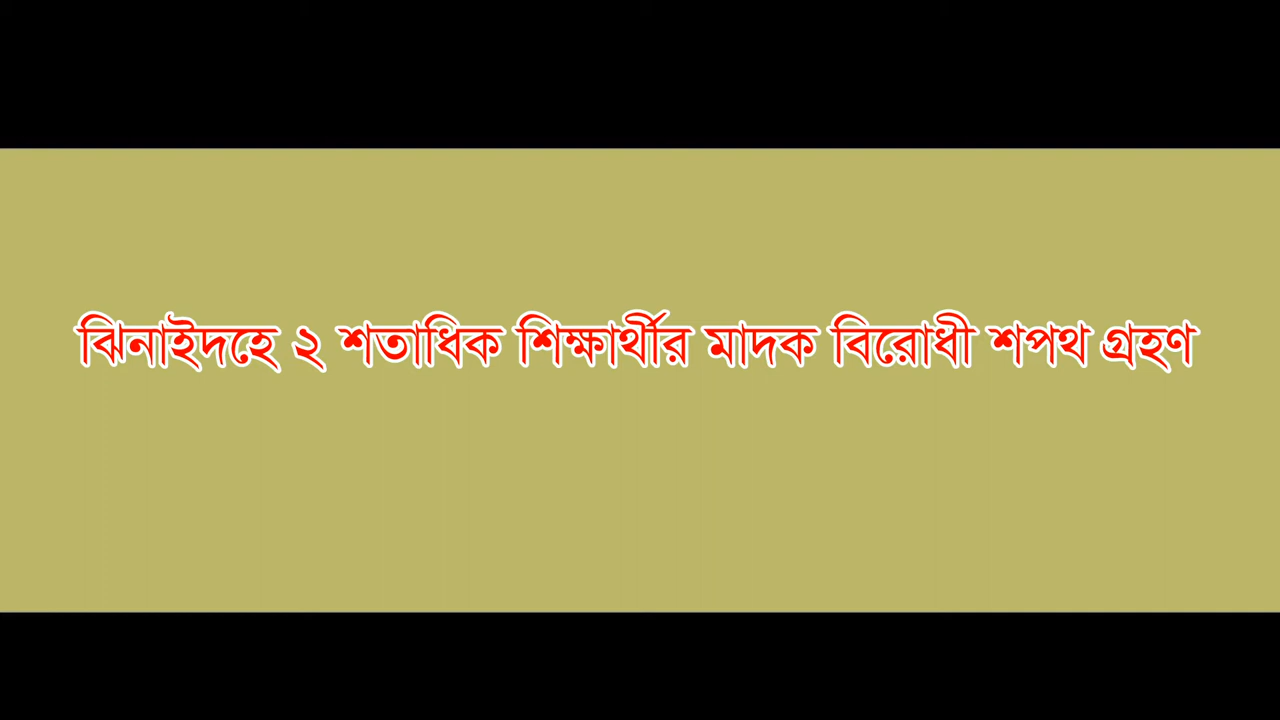 ঝিনাইদহে ২ শতাধিক শিক্ষার্থীর মাদক বিরোধী শপথ গ্রহণ